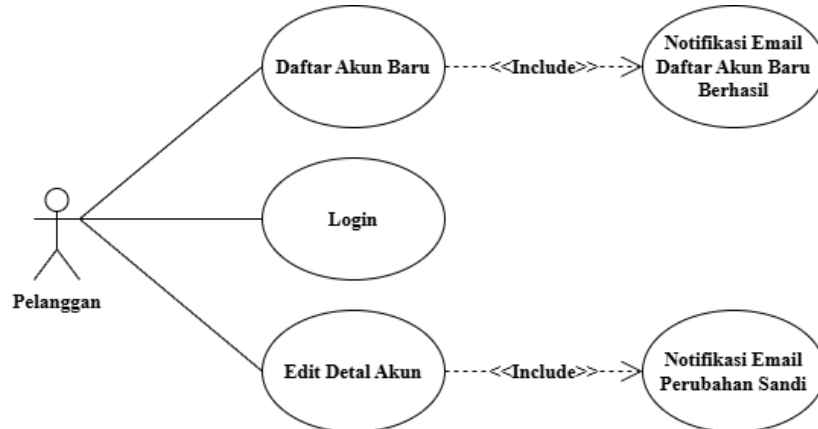 Daftar Akun Baru
<<Include>>
Notifikasi Email
Daftar Akun Baru
Berhasil
Login
Pelanggan
Edit Detal Akun
<<Include>>
Notifikasi Email
Perubahan Sandi